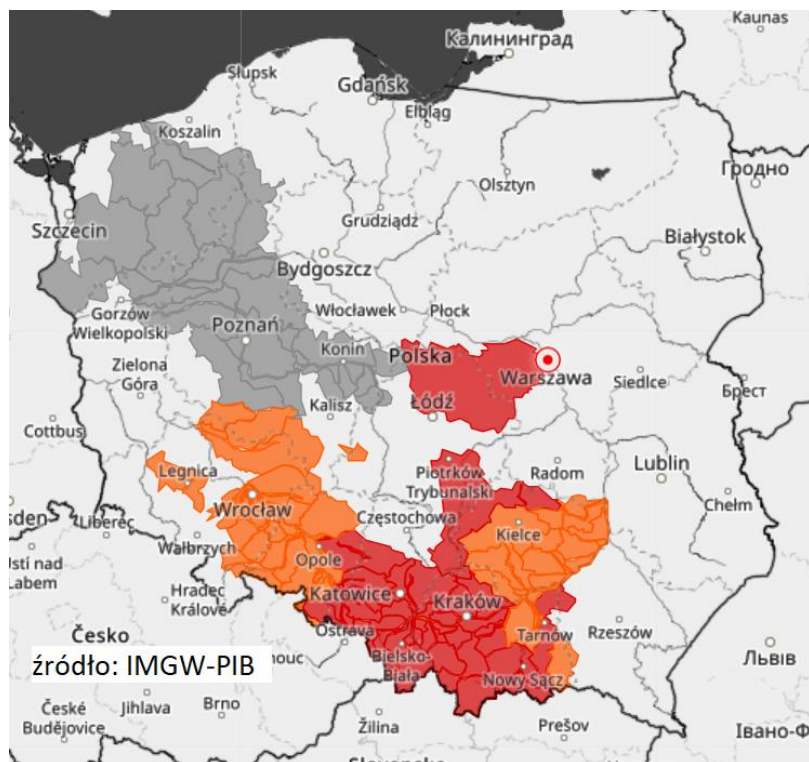 Kaunas
Калининград
Słupsk
Gdańsk
Elbląg
Koszalin
Гродно
Olsztyn
Szczecin
Grudziądz
Białystok
Bydgoszcz
Gorzów
Wielkopolski
Włocławek
Płock
Poznań
Konin
Polska
Warszawa
Siedlce
Брест
Zielona
Góra
Kalisz
Łódź
Cottbus
Legnica
Piotrków
Trybunalski
Radom
Lublin
Wrocław
Chełm
Częstochowa
Kielce
sden
Liberec
Wałbrzych
Opole
Ústí nad
Labem
Hradec
Králové
Katowice
Kraków
Česko
Ostrava
Tarnów
Rzeszów
źródło: IMGW-PIB
mouc
Bielsko-
Biała
Nowy Sącz
Львів
České
Budějovice
Jihlava
Brno
Žilina
Prešov
Івано-Ф